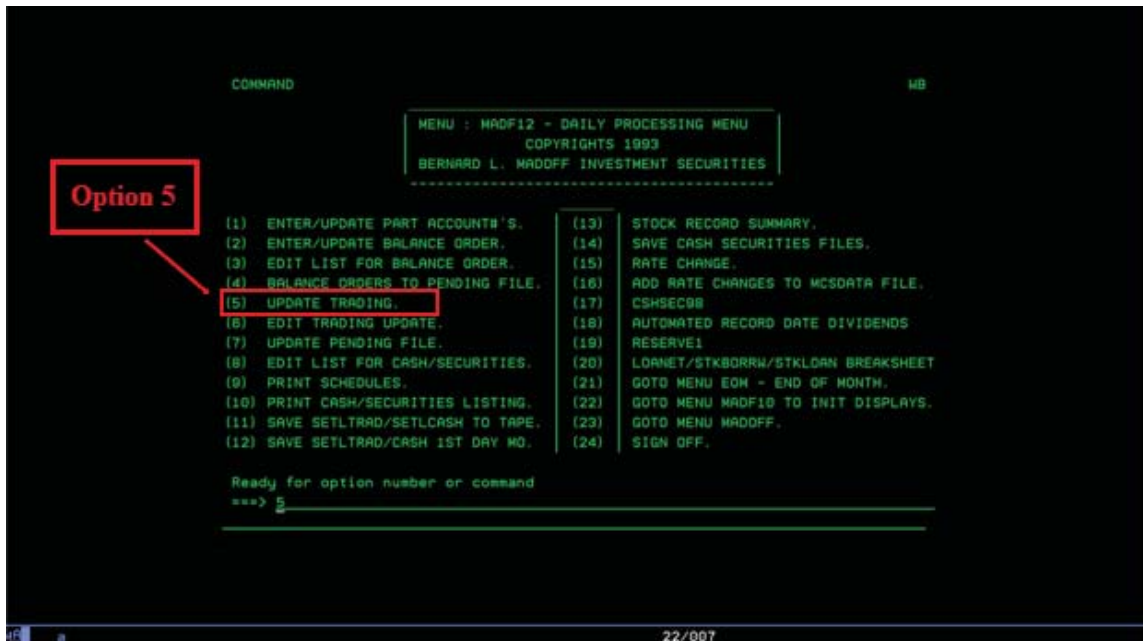 COMMAND WB
MENU : MADF12 - DAILY PROCESSING MENU
COPYRIGHTS 1993
BERNARD L. MADOFF INVESTMENT SECURITIES
Option 5
(1) ENTER/UPDATE PART ACCOUNT#'S.
(2) ENTER/UPDATE BALANCE ORDER.
(3) EDIT LIST FOR BALANCE ORDER.
(4) BALANCE ORDERS TO PENDING FILE.
(5) UPDATE TRADING.
(6) EDIT TRADING UPDATE.
(7) UPDATE PENDING FILE.
(8) EDIT LIST FOR CASH/SECURITIES.
(9) PRINT SCHEDULES.
(10) PRINT CASH/SECURITIES LISTING.
(11) SAVE SETLTRAD/SETLCASH TO TAPE.
(12) SAVE SETLTRAD/CASH 1ST DAY MO.
(13) STOCK RECORD SUMMARY.
(14) SAVE CASH SECURITIES FILES.
(15) RATE CHANGE.
(16) ADD RATE CHANGES TO MCSDATA FILE.
(17) CSHSEC98
(18) AUTOMATED RECORD DATE DIVIDENDS
(19) RESERVE1
(20) LOANET/STKBORRW/STKLOAN BREAKSHEET
(21) GOTO MENU EOM - END OF MONTH.
(22) GOTO MENU MADF10 TO INIT DISPLAYS.
(23) GOTO MENU MADOFF.
(24) SIGN OFF.
Ready for option number or command
===> 5
a 22/007